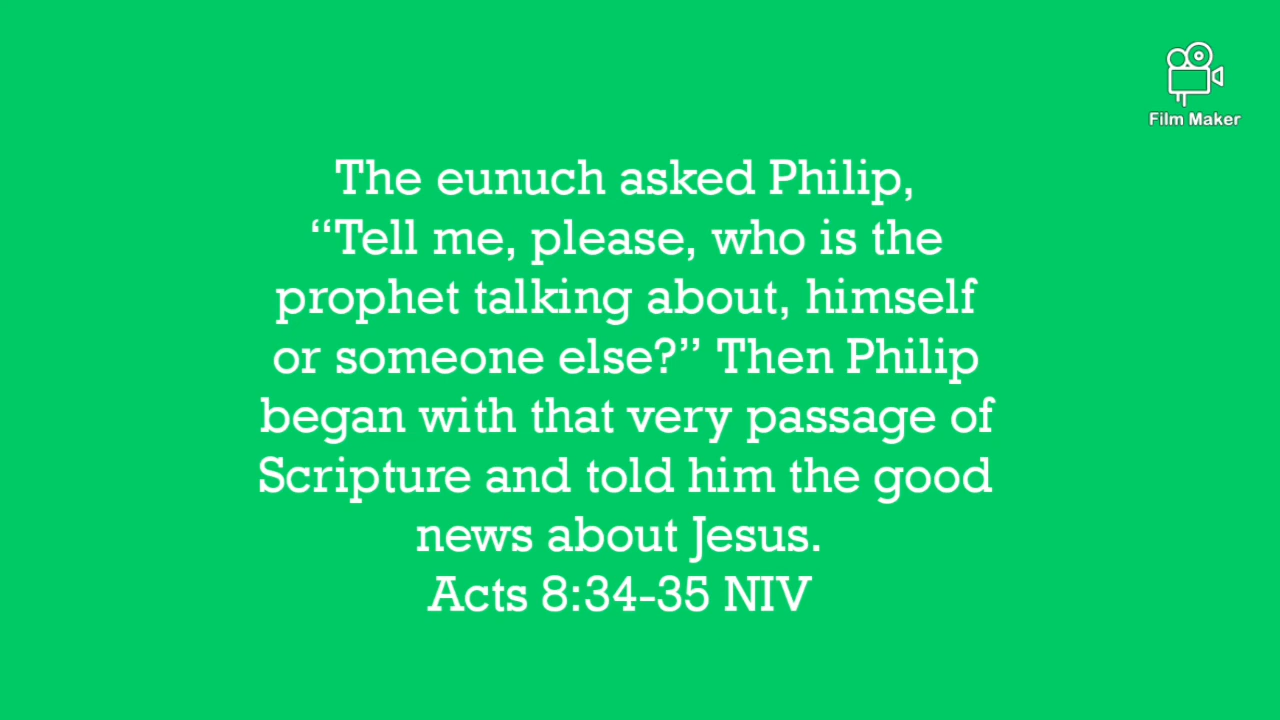 Film Maker
The eunuch asked Philip,
“Tell me, please, who is the
prophet talking about, himself
or someone else?” Then Philip
began with that very passage of
Scripture and told him the good
news about Jesus.
Acts 8:34-35 NIV